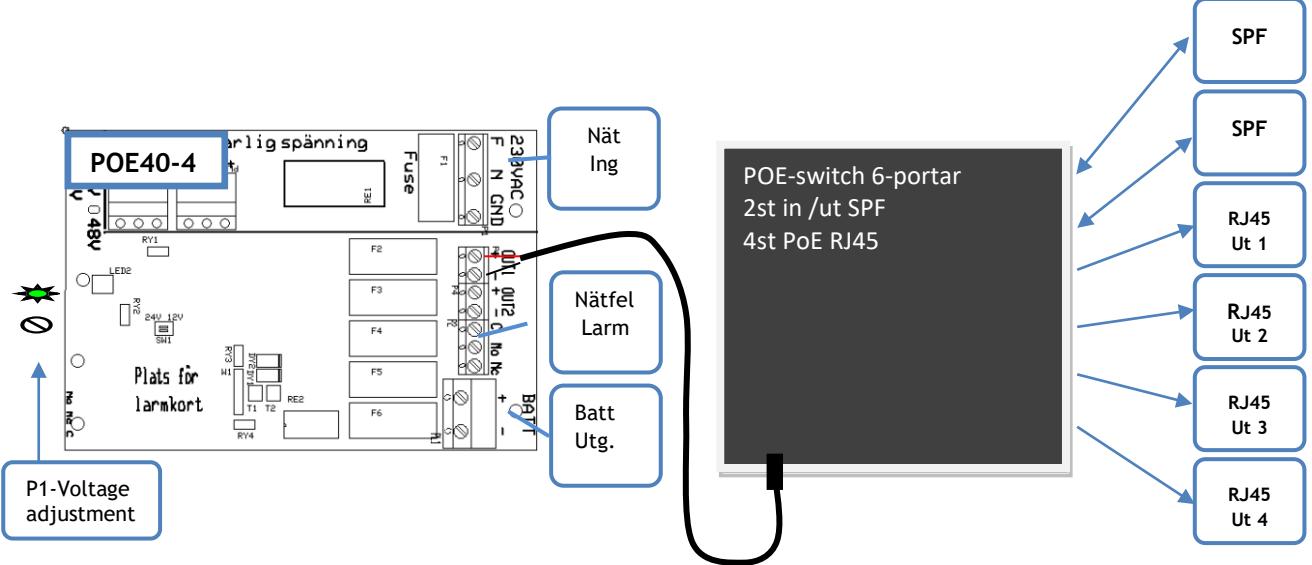 POE40-4
arlig spänning
48V
RY1
LED2
RY2
24V 12V
SW1
Plats för
larmkort
RY3
W1
T1 T2
RY4
RE2
No Nc C
RE1
Fuse
F1
F2
F3
F4
F5
F6
230VAC
F N GND
OUT1 OUT2
+ - + -
C No Nc
P4
P2
BATT
+
-
Nät
Ing
Nätfel
Larm
Batt
Utg.
P1-Voltage
adjustment
POE-switch 6-portar
2st in /ut SPF
4st PoE RJ45
SPF
SPF
RJ45
Ut 1
RJ45
Ut 2
RJ45
Ut 3
RJ45
Ut 4